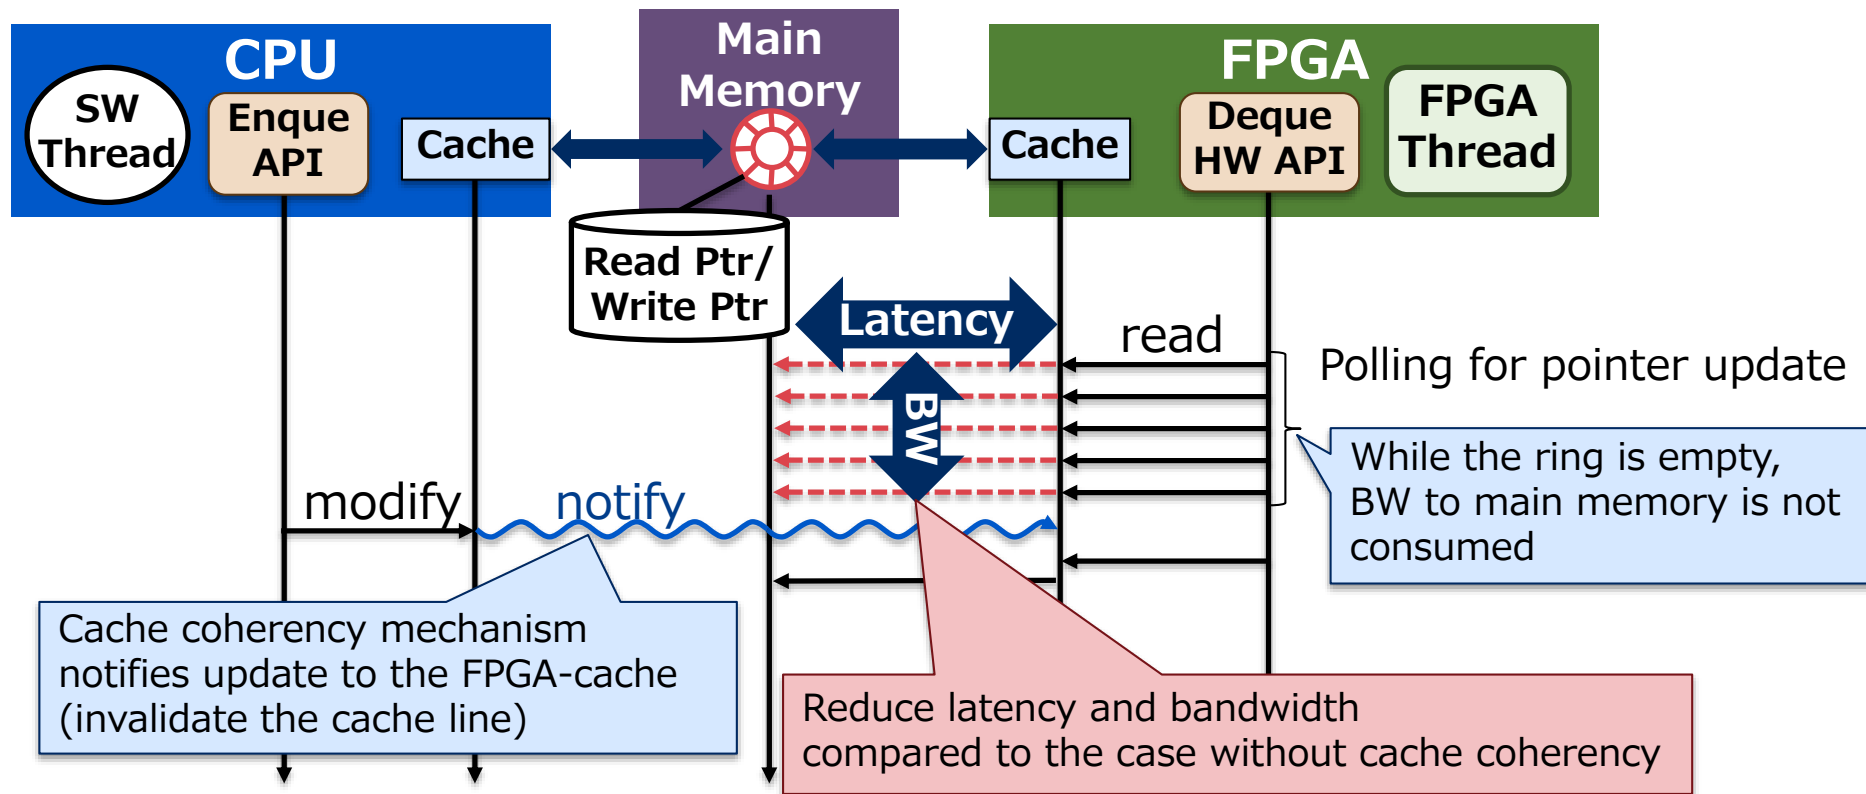 CPU
SW
Thread
Enque
API
Cache
Main
Memory
FPGA
Cache
Deque
HW API
FPGA
Thread
Read Ptr/
Write Ptr
Latency
BW
read
Polling for pointer update
While the ring is empty,
BW to main memory is not
consumed
modify
notify
Cache coherency mechanism
notifies update to the FPGA-cache
(invalidate the cache line)
Reduce latency and bandwidth
compared to the case without cache coherency